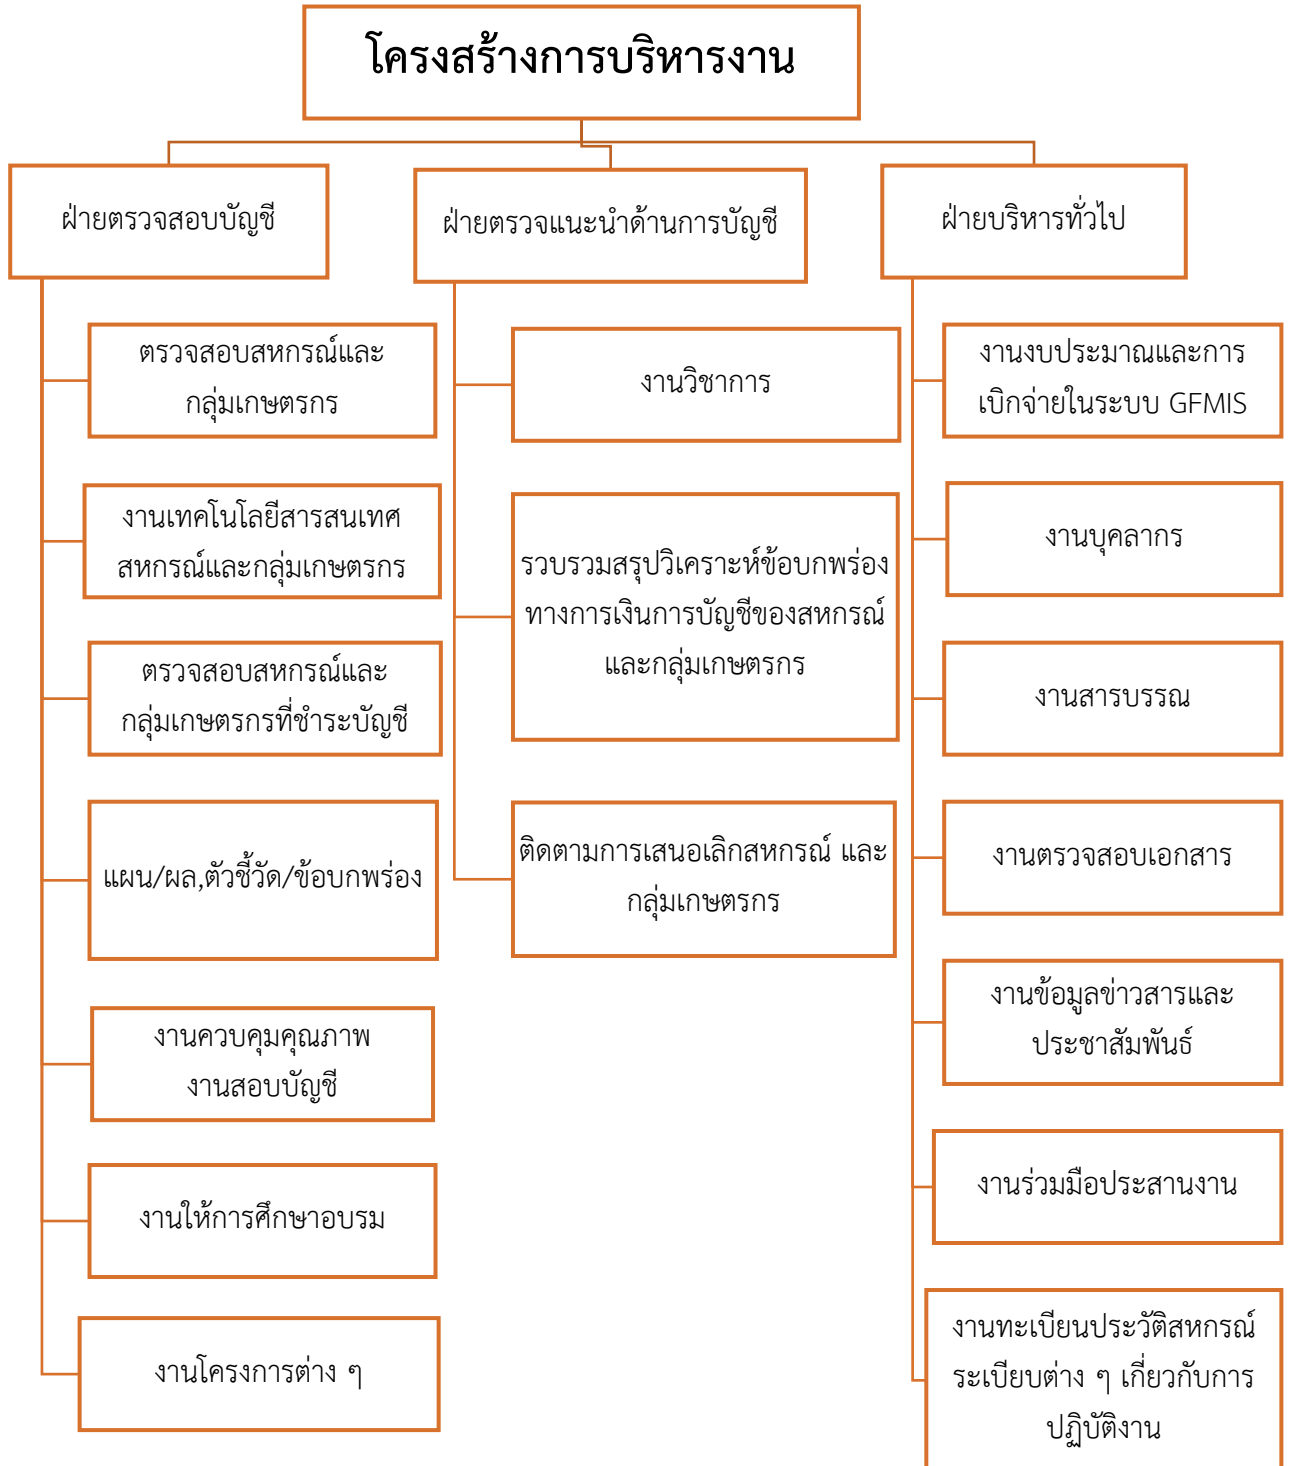 โครงสร้างการบริหารงาน
ฝ่ายตรวจสอบบัญชี
ตรวจสอบสหกรณ์และ
กลุ่มเกษตรกร
งานเทคโนโลยีสารสนเทศ
สหกรณ์และกลุ่มเกษตรกร
ตรวจสอบสหกรณ์และ
กลุ่มเกษตรกรที่ชำระบัญชี
แผน/ผล,ตัวชี้วัด/ข้อบกพร่อง
งานควบคุมคุณภาพ
งานสอบบัญชี
งานให้การศึกษาอบรม
งานโครงการต่าง ๆ
ฝ่ายตรวจแนะนำด้านการบัญชี
งานวิชาการ
รวบรวมสรุปวิเคราะห์ข้อบกพร่อง
ทางการเงินการบัญชีของสหกรณ์
และกลุ่มเกษตรกร
ติดตามการเสนอเลิกสหกรณ์ และ
กลุ่มเกษตรกร
ฝ่ายบริหารทั่วไป
งานงบประมาณและการ
เบิกจ่ายในระบบ GFMIS
งานบุคลากร
งานสารบรรณ
งานตรวจสอบเอกสาร
งานข้อมูลข่าวสารและ
ประชาสัมพันธ์
งานร่วมมือประสานงาน
งานทะเบียนประวัติสหกรณ์
ระเบียบต่าง ๆ เกี่ยวกับการ
ปฏิบัติงาน